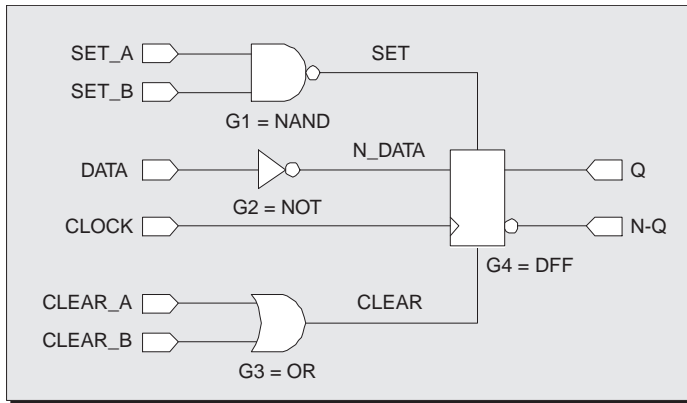 SET_A
SET
SET_B
G1 = NAND
N_DATA
DATA
Q
G2 = NOT
CLOCK
N-Q
G4 = DFF
CLEAR_A
CLEAR
CLEAR_B
G3 = OR